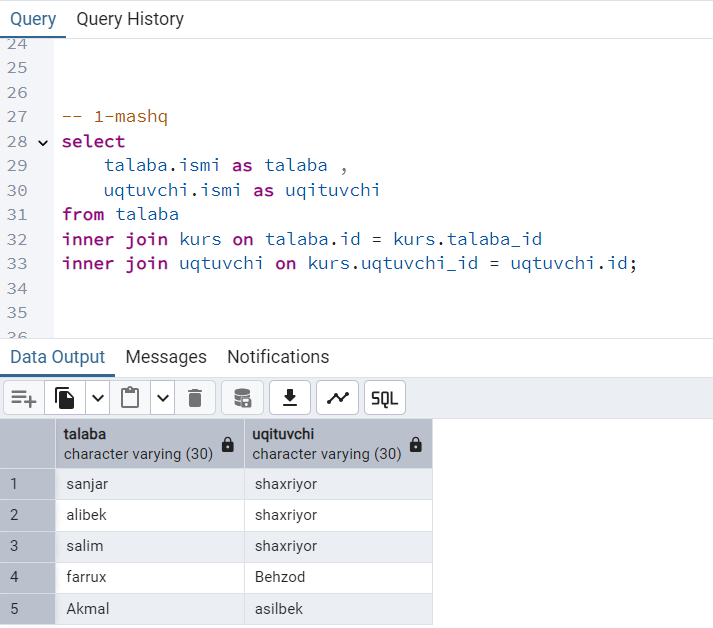 Query Query History
24
25
26
27 -- 1-mashq
28 select
29 talaba.ismi as talaba ,
30 uqtuvchi.ismi as uqituvchi
31 from talaba
32 inner join kurs on talaba.id = kurs.talaba_id
33 inner join uqtuvchi on kurs.uqtuvchi_id = uqtuvchi.id;
34
35
36
Data Output Messages Notifications
SQL
talaba uqituvchi
character varying (30) character varying (30)
1 sanjar shaxriyor
2 alibek shaxriyor
3 salim shaxriyor
4 farrux Behzod
5 Akmal asilbek